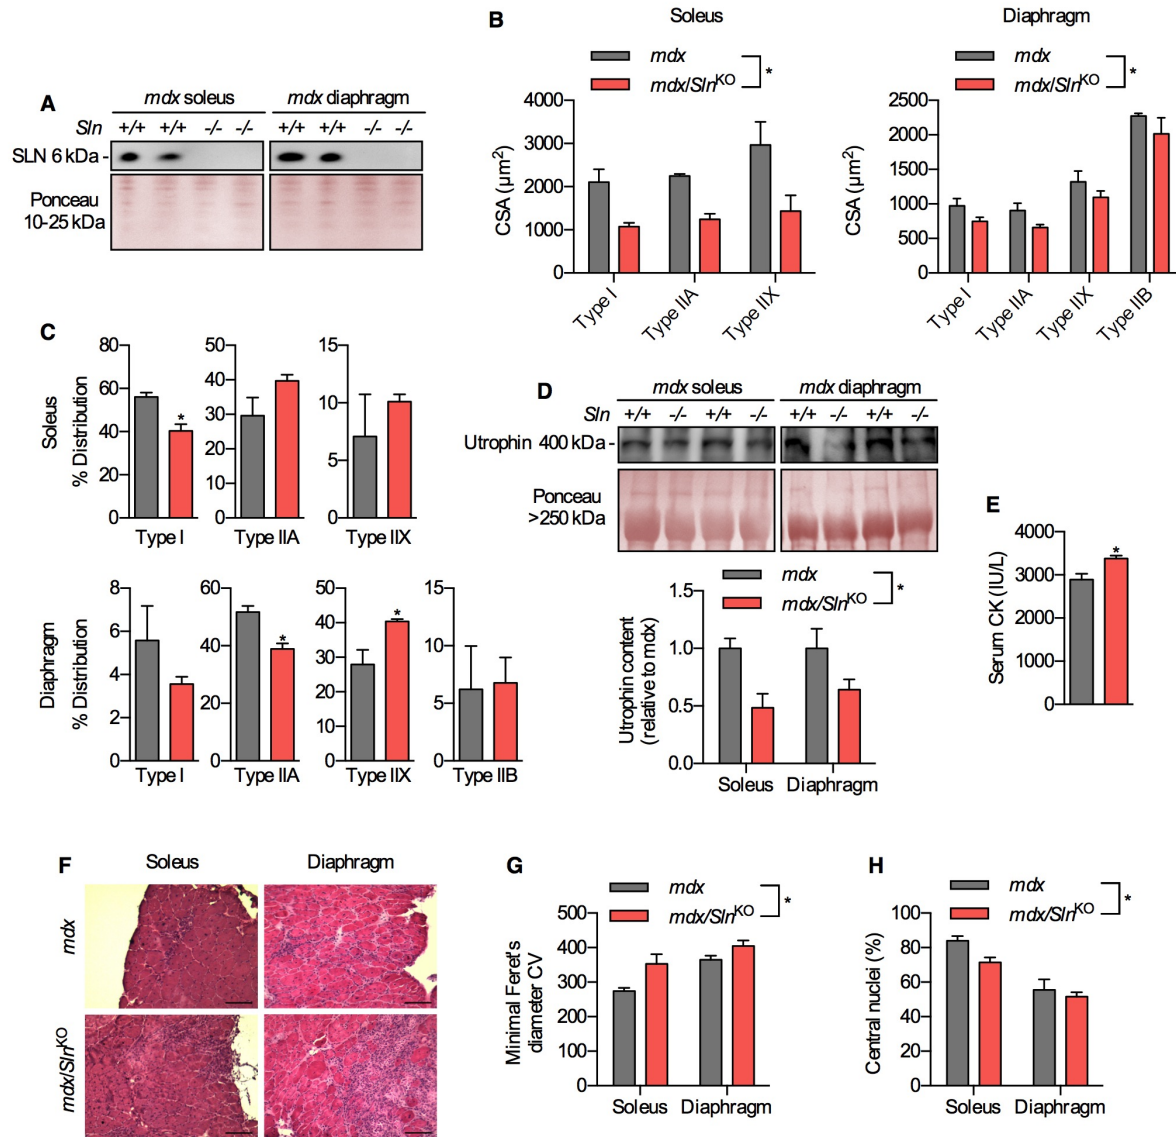 A
mdx soleus mdx diaphragm
Sln +/+ +/+ -/- -/- +/+ +/+ -/- -/-
SLN 6 kDa -
Ponceau
10-25 kDa
B
Soleus
mdx
mdx/SlnKO
*
CSA (µm2)
4000
3000
2000
1000
0
Type I Type IIA Type IIX
Diaphragm
mdx
mdx/SlnKO
*
CSA (µm2)
2500
2000
1500
1000
500
0
Type I Type IIA Type IIX Type IIB
C
Soleus
% Distribution
80
60
40
20
0
*
Type I
50
40
30
20
10
0
Type IIA
15
10
5
0
Type IIX
Diaphragm
% Distribution
8
6
4
2
0
Type I
60
40
20
0
*
Type IIA
50
40
30
20
10
0
*
Type IIX
15
10
5
0
Type IIB
D
mdx soleus mdx diaphragm
Sln +/+ -/- +/+ -/- +/+ -/- +/+ -/-
Utrophin 400 kDa -
Ponceau
>250 kDa
mdx
mdx/SlnKO
*
Utrophin content
(relative to mdx)
1.5
1.0
0.5
0.0
Soleus Diaphragm
E
Serum CK (IU/L)
4000
3000
2000
1000
0
*
F
Soleus Diaphragm
mdx
mdx/SlnKO
G
mdx
mdx/SlnKO
*
Minimal Feret's
diameter CV
500
400
300
200
100
0
Soleus Diaphragm
H
mdx
mdx/SlnKO
*
Central nuclei (%)
100
80
60
40
20
0
Soleus Diaphragm